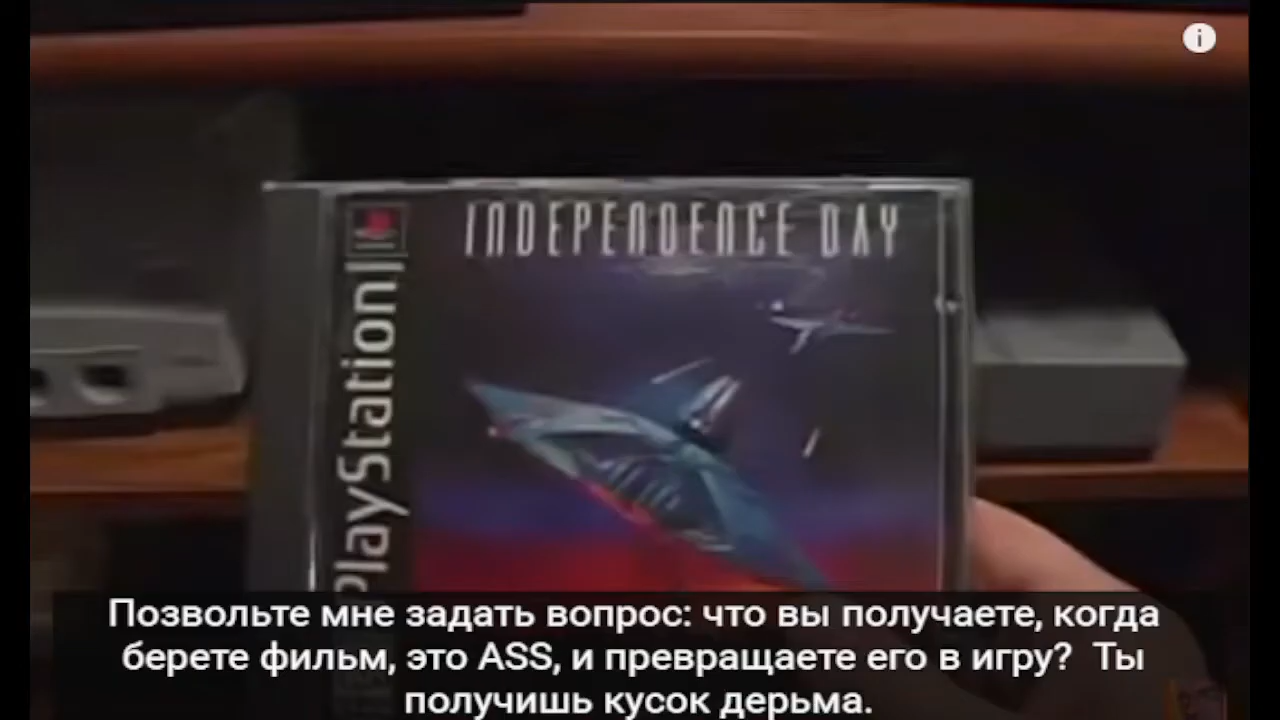 INDEPENDENCE DAY
PlayStation
Позвольте мне задать вопрос: что вы получаете, когда
берете фильм, это ASS, и превращаете его в игру? Ты
получишь кусок дерьма.